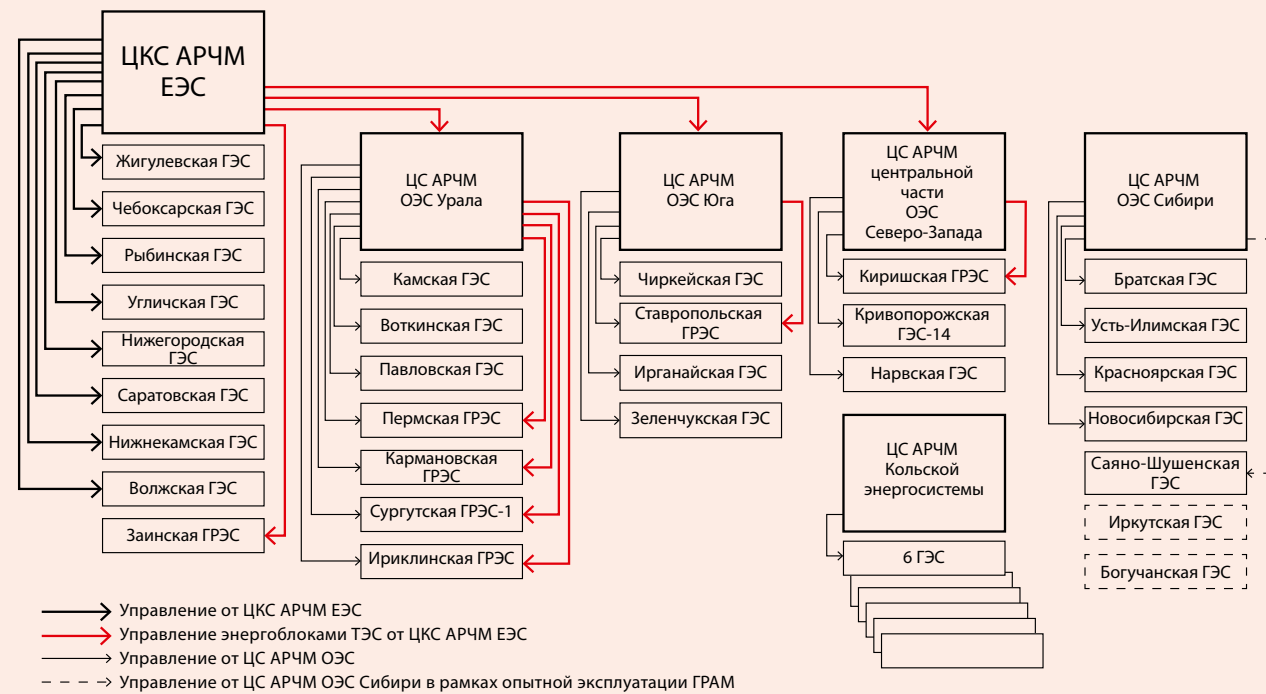 ЦКС АРЧМ
ЕЭС
Жигулевская ГЭС
Чебоксарская ГЭС
Рыбинская ГЭС
Угличская ГЭС
Нижегородская
ГЭС
Саратовская ГЭС
Нижнекамская ГЭС
Волжская ГЭС
Заинская ГРЭС
ЦС АРЧМ
ОЭС Урала
Камская ГЭС
Воткинская ГЭС
Павловская ГЭС
Пермская ГРЭС
Кармановская
ГРЭС
Сургутская ГРЭС-1
Ириклинская ГРЭС
ЦС АРЧМ
ОЭС Юга
Чиркейская ГЭС
Ставропольская
ГРЭС
Ирганайская ГЭС
Зеленчукская ГЭС
ЦС АРЧМ
центральной
части
ОЭС
Северо-Запада
Киришская ГРЭС
Кривопорожская
ГЭС-14
Нарвская ГЭС
ЦС АРЧМ
Кольской
энергосистемы
6 ГЭС
ЦС АРЧМ
ОЭС Сибири
Братская ГЭС
Усть-Илимская ГЭС
Красноярская ГЭС
Новосибирская ГЭС
Саяно-Шушенская
ГЭС
Иркутская ГЭС
Богучанская ГЭС
Управление от ЦКС АРЧМ ЕЭС
Управление энергоблоками ТЭС от ЦКС АРЧМ ЕЭС
Управление от ЦС АРЧМ ОЭС
Управление от ЦС АРЧМ ОЭС Сибири в рамках опытной эксплуатации ГРАМ